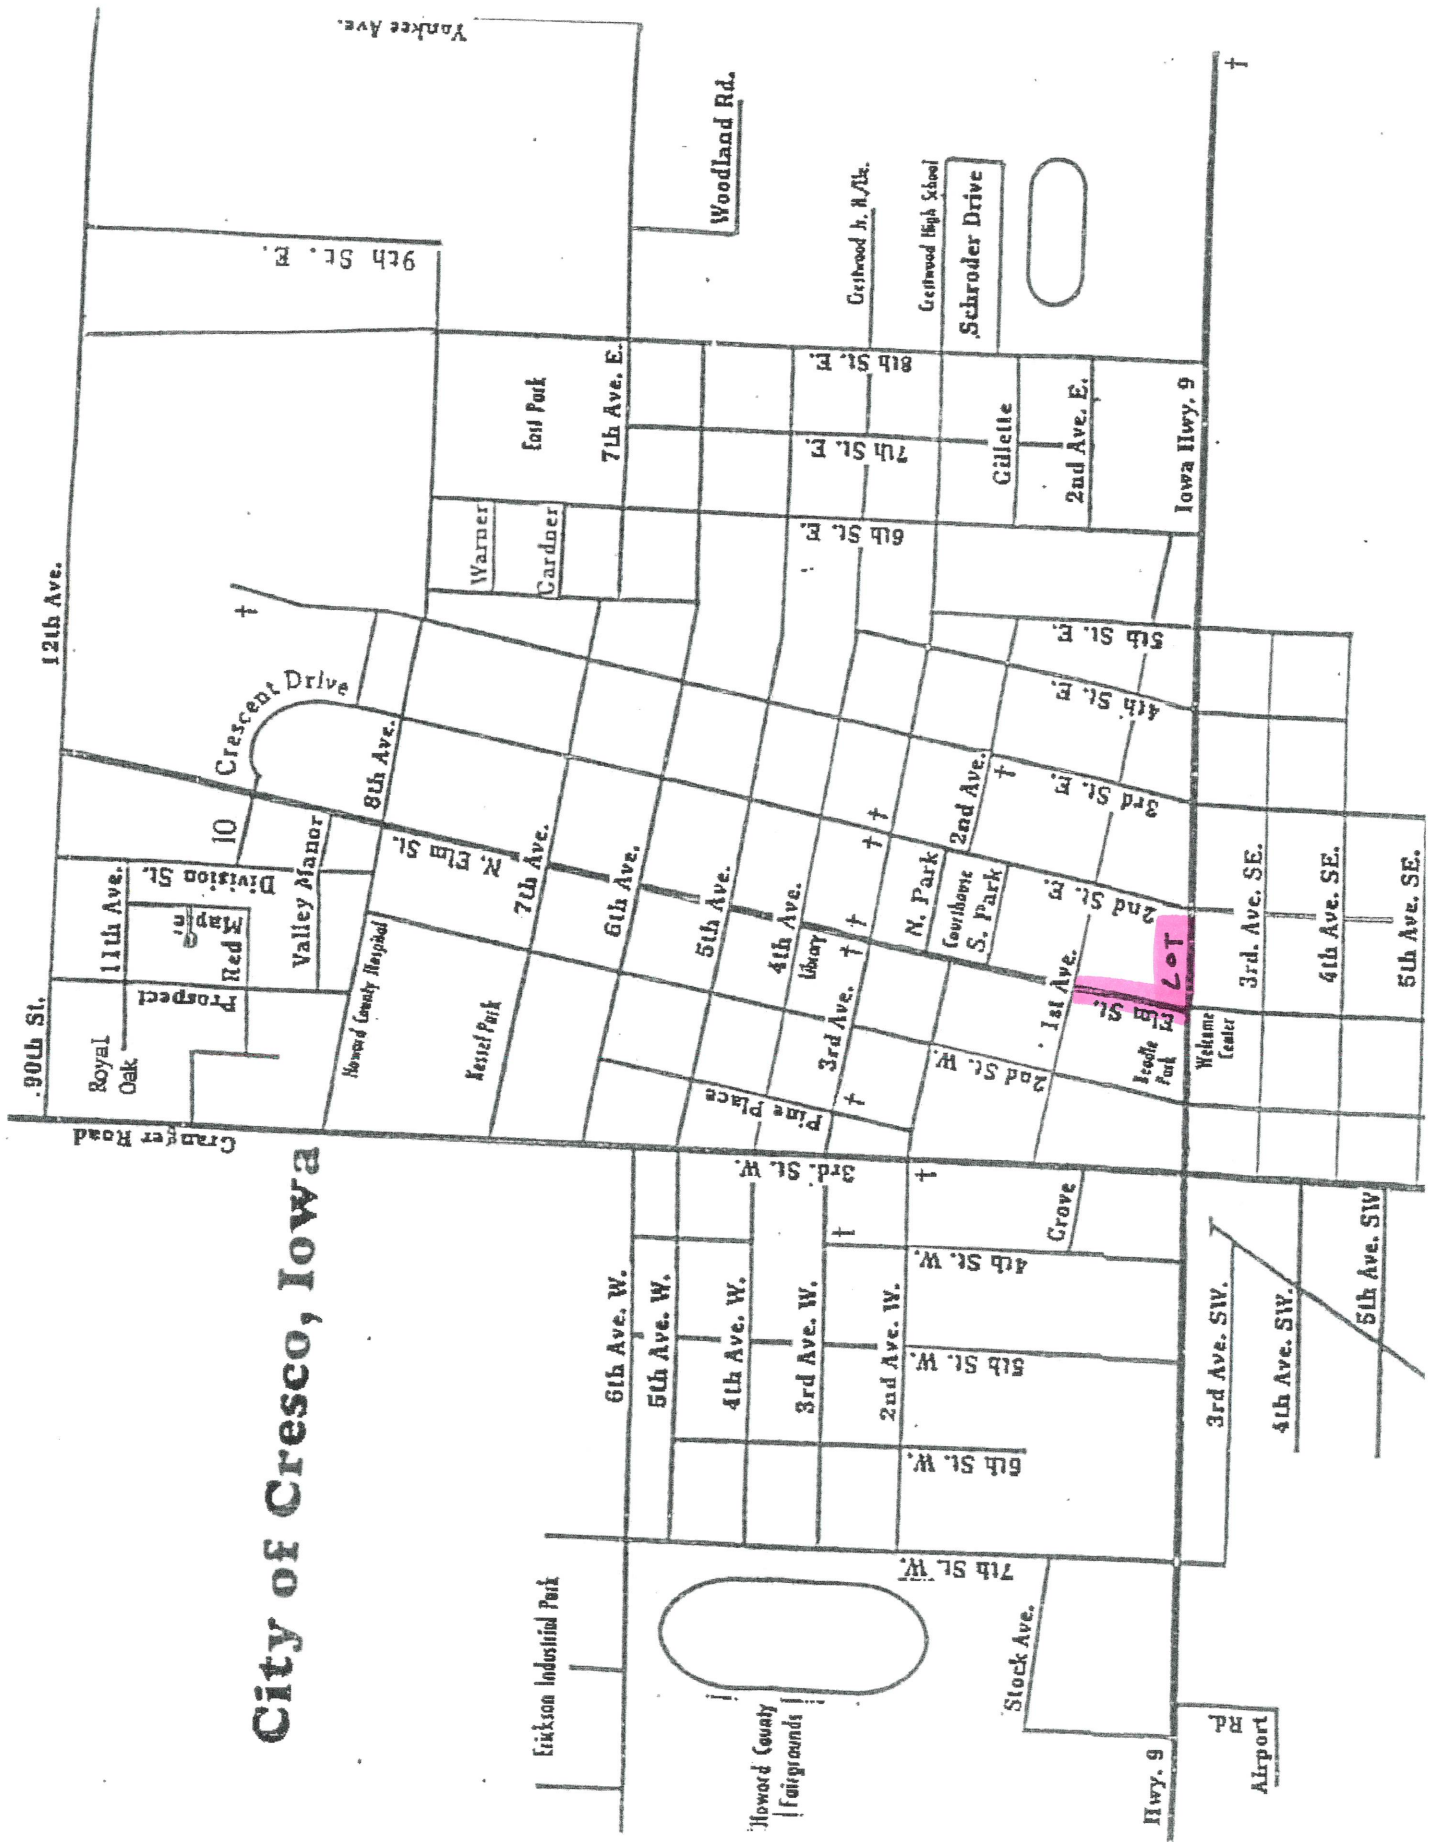 City of Cresco, Iowa
Yankee Ave.
Woodland Rd.
9th St. E.
Crestwood High School
Schroder Drive
8th St. E.
East Park
7th Ave. E.
7th St. E.
Gillette
2nd Ave. E.
Iowa Hwy. 9
6th St. E.
Warner
Gardner
12th Ave.
Crescent Drive
8th Ave.
5th St. E.
4th St. E.
3rd St. E.
2nd Ave.
2nd St. E.
10
Division St.
Valley Manor
N. Elm St.
7th Ave.
6th Ave.
5th Ave.
4th Ave.
Library
3rd Ave.
N. Park
Courthouse
S. Park
1st Ave.
LOT
Elm St.
3rd. Ave. SE.
4th Ave. SE.
5th Ave. SE.
11th Ave.
Red Maple
Prospect
Royal
Oak
90th St.
Granger Road
Howard County Hospital
Kessel Park
Pine Place
2nd St. W.
Beadle
Park
Welcome
Center
3rd. St. W.
Grove
4th St. W.
6th Ave. W.
5th Ave. W.
4th Ave. W.
3rd Ave. W.
2nd Ave. W.
5th St. W.
6th St. W.
7th St. W.
3rd Ave. SW.
4th Ave. SW.
5th Ave. SW
Erickson Industrial Park
Howard County
Fairgrounds
Stock Ave.
Hwy. 9
Airport
Rd.